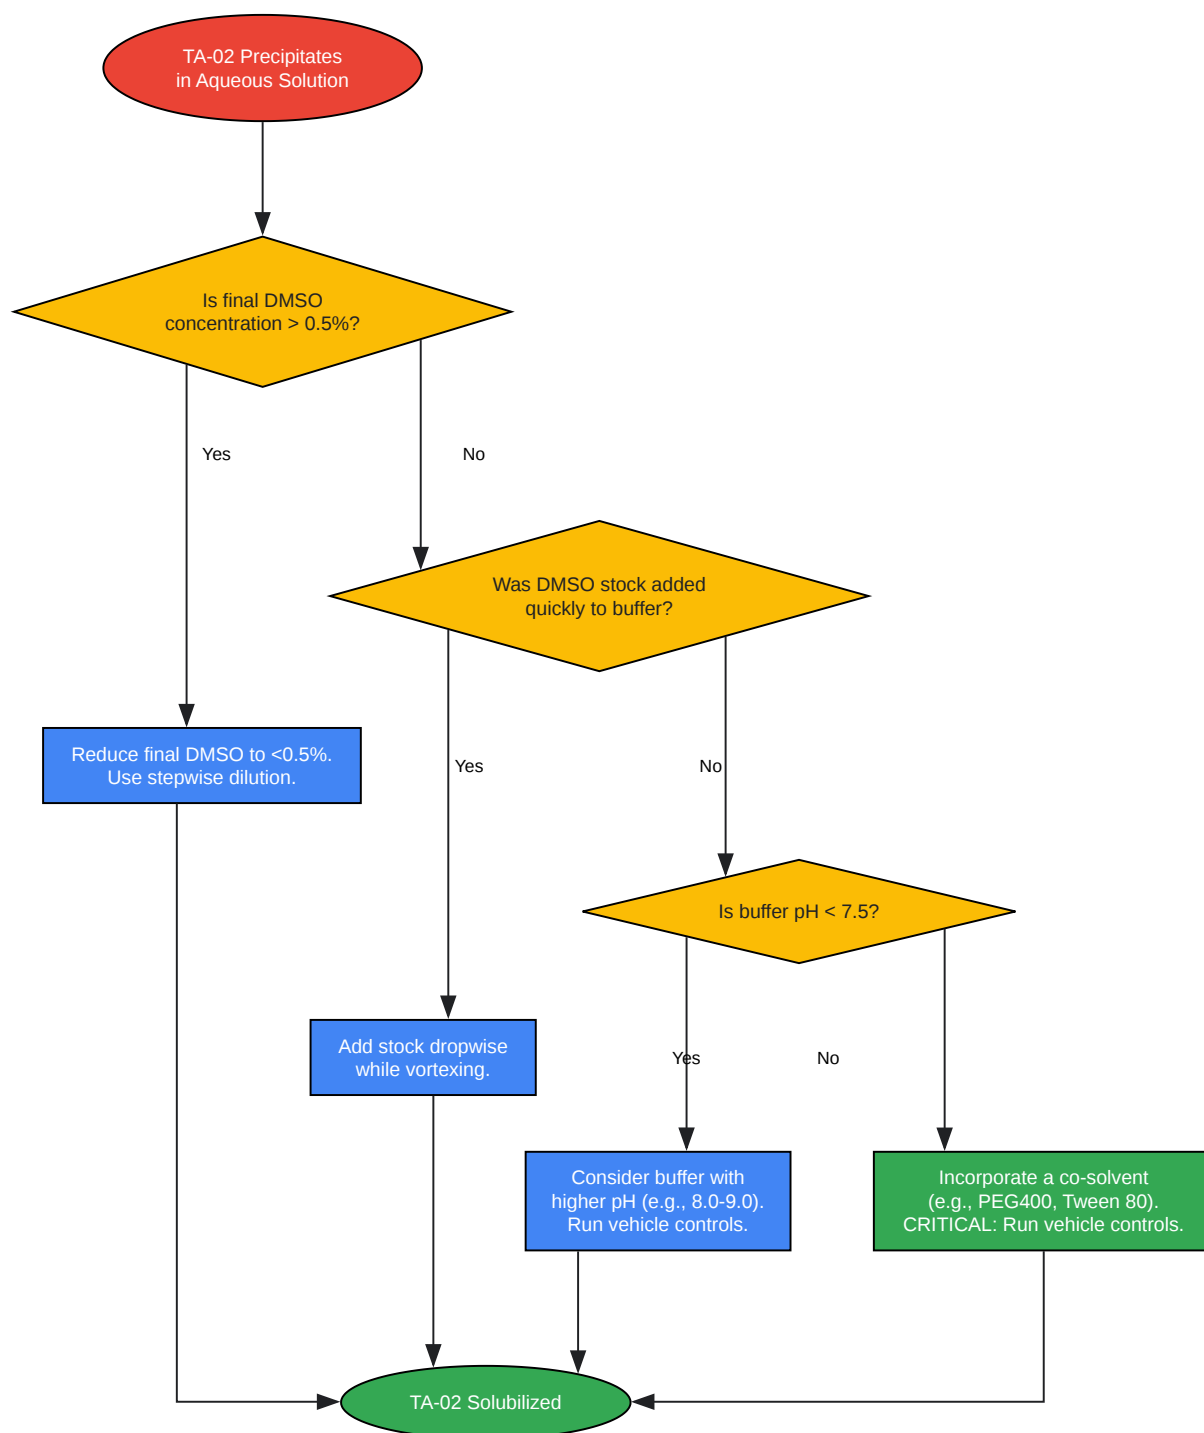 TA-02 Precipitates
in Aqueous Solution
Is final DMSO
concentration > 0.5%?
Yes
No
Was DMSO stock added
quickly to buffer?
Reduce final DMSO to <0.5%.
Use stepwise dilution.
Yes
No
Is buffer pH < 7.5?
Add stock dropwise
while vortexing.
Yes
No
Consider buffer with
higher pH (e.g., 8.0-9.0).
Run vehicle controls.
Incorporate a co-solvent
(e.g., PEG400, Tween 80).
CRITICAL: Run vehicle controls.
TA-02 Solubilized